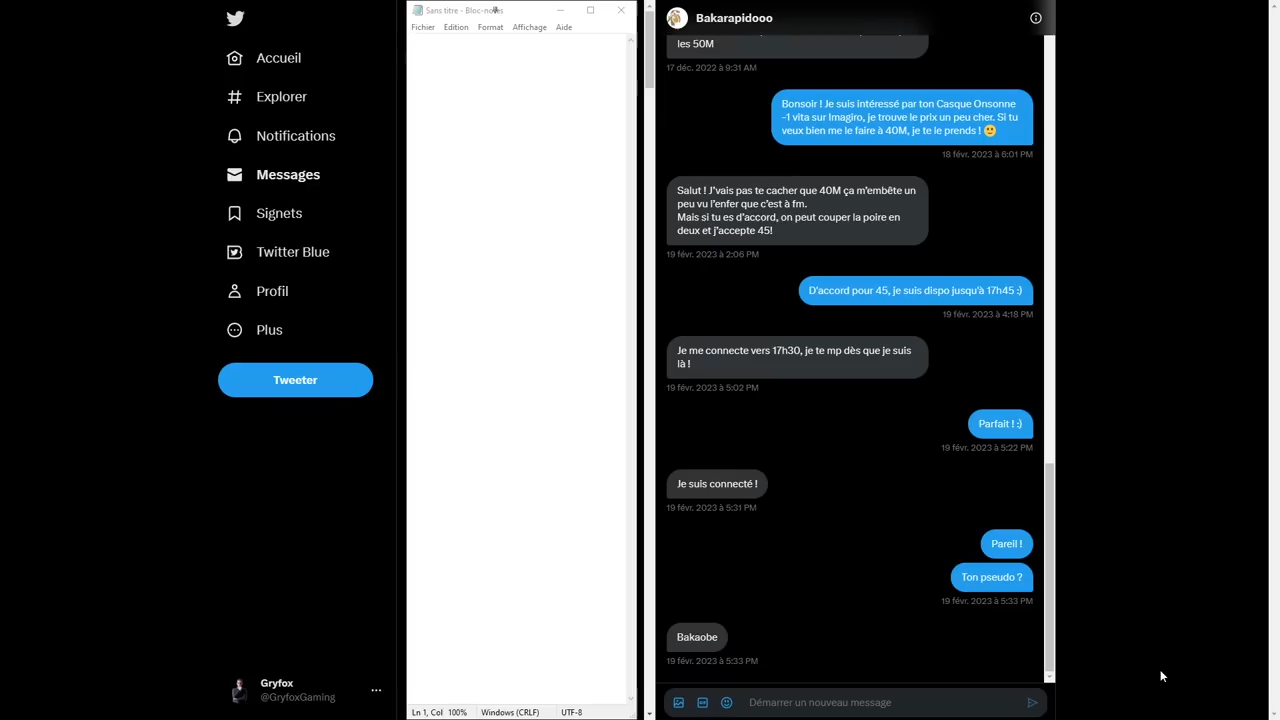 Accueil
Explorer
Notifications
Messages
Signets
Twitter Blue
Profil
Plus
Tweeter
Gryfox
@GryfoxGaming
Sans titre - Bloc-notes
Fichier Edition Format Affichage Aide
Ln 1, Col 100% Windows (CRLF) UTF-8
Bakarapidooo
les 50M
17 déc. 2022 à 9:31 AM
Bonsoir ! Je suis intéressé par ton Casque Onsonne
-1 vita sur Imagiro, je trouve le prix un peu cher. Si tu
veux bien me le faire à 40M, je te le prends ! 🙂
18 févr. 2023 à 6:01 PM
Salut ! J'vais pas te cacher que 40M ça m'embête un
peu vu l'enfer que c'est à fm.
Mais si tu es d'accord, on peut couper la poire en
deux et j'accepte 45!
19 févr. 2023 à 2:06 PM
D'accord pour 45, je suis dispo jusqu'à 17h45 :)
19 févr. 2023 à 4:18 PM
Je me connecte vers 17h30, je te mp dès que je suis
là !
19 févr. 2023 à 5:02 PM
Parfait ! :)
19 févr. 2023 à 5:22 PM
Je suis connecté !
19 févr. 2023 à 5:31 PM
Pareil !
Ton pseudo ?
19 févr. 2023 à 5:33 PM
Bakaobe
19 févr. 2023 à 5:33 PM
Démarrer un nouveau message